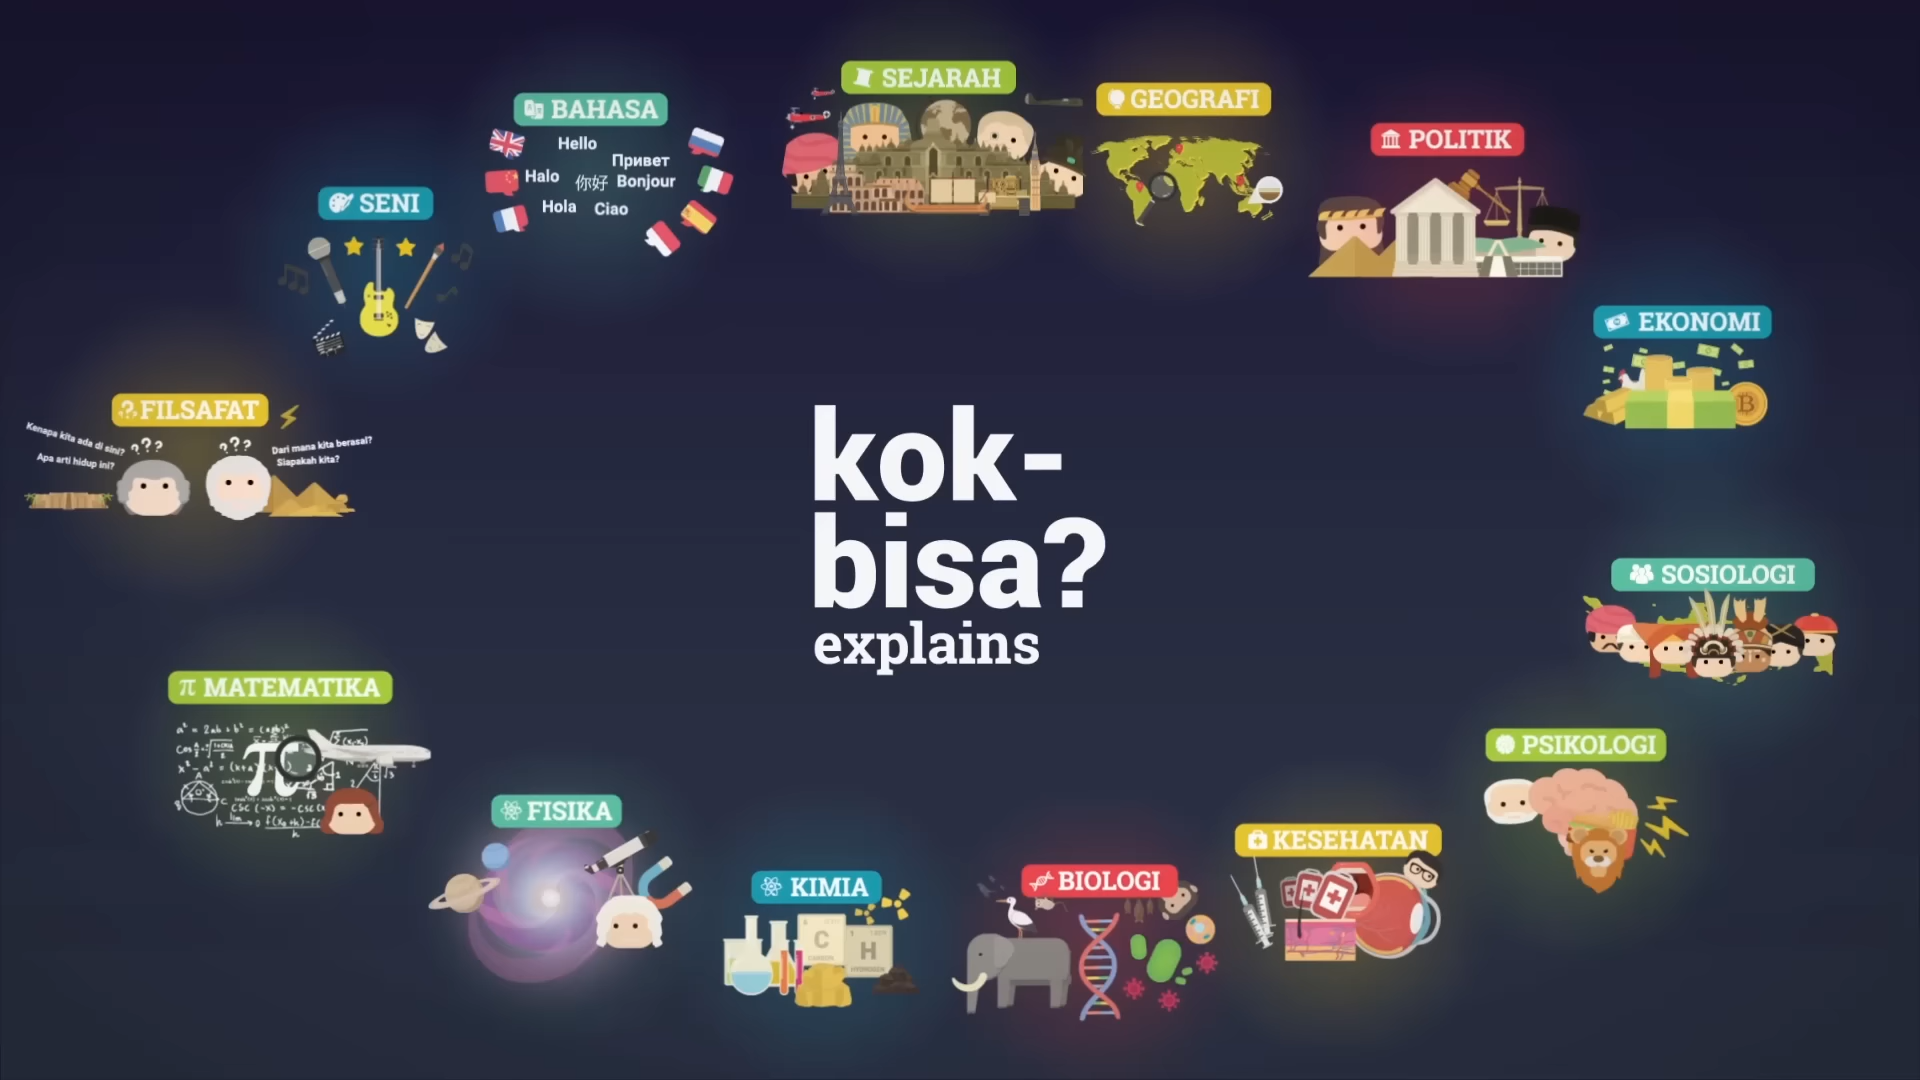 SEJARAH
GEOGRAFI
BAHASA
Hello
Привет
Halo
你好
Bonjour
Hola
Ciao
POLITIK
SENI
EKONOMI
FILSAFAT
???
???
Kenapa kita ada di sini?
Apa arti hidup ini?
Dari mana kita berasal?
Siapakah kita?
B
kok-
bisa?
explains
SOSIOLOGI
π MATEMATIKA
π
PSIKOLOGI
FISIKA
KESEHATAN
KIMIA
C
H
BIOLOGI